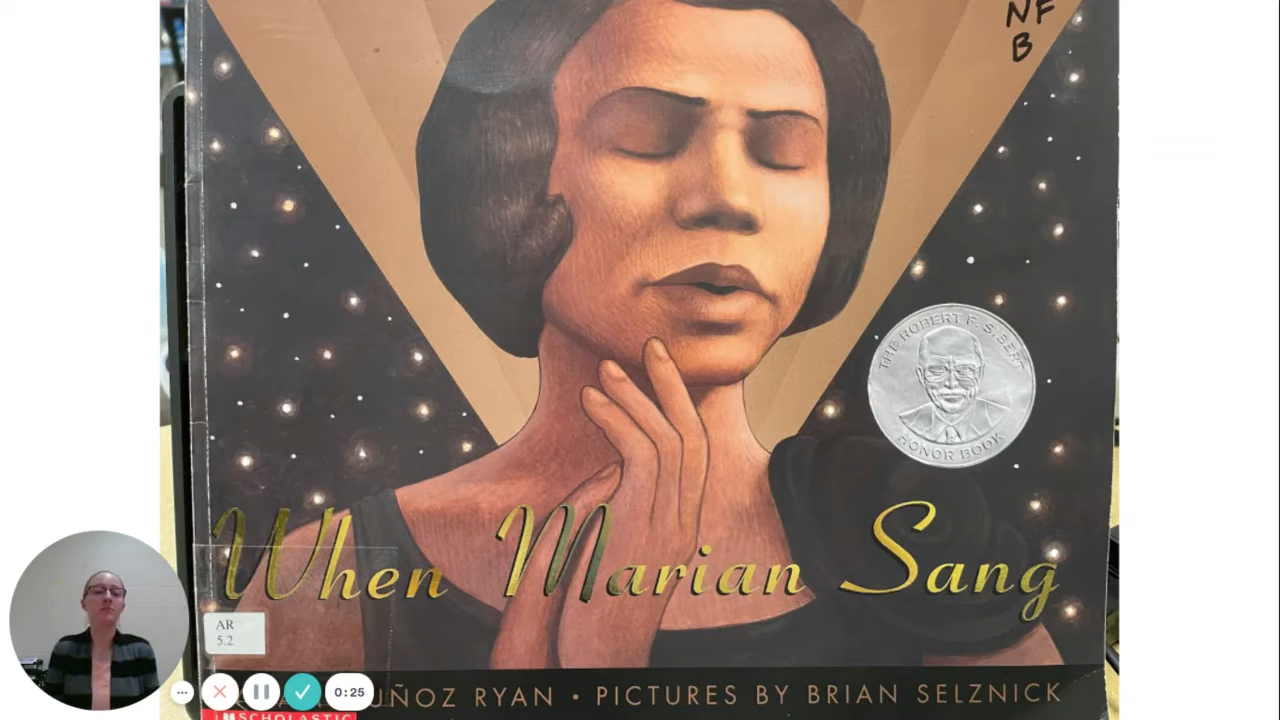 NF
B
THE ROBERT F. SIBERT
HONOR BOOK
When Marian Sang
AR
5.2
MUÑOZ RYAN • PICTURES BY BRIAN SELZNICK
0:25
SCHOLASTIC